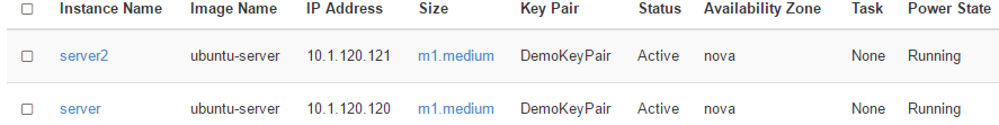 Instance Name Image Name IP Address Size Key Pair Status Availability Zone Task Power State
server2 ubuntu-server 10.1.120.121 m1.medium DemoKeyPair Active nova None Running
server ubuntu-server 10.1.120.120 m1.medium DemoKeyPair Active nova None Running